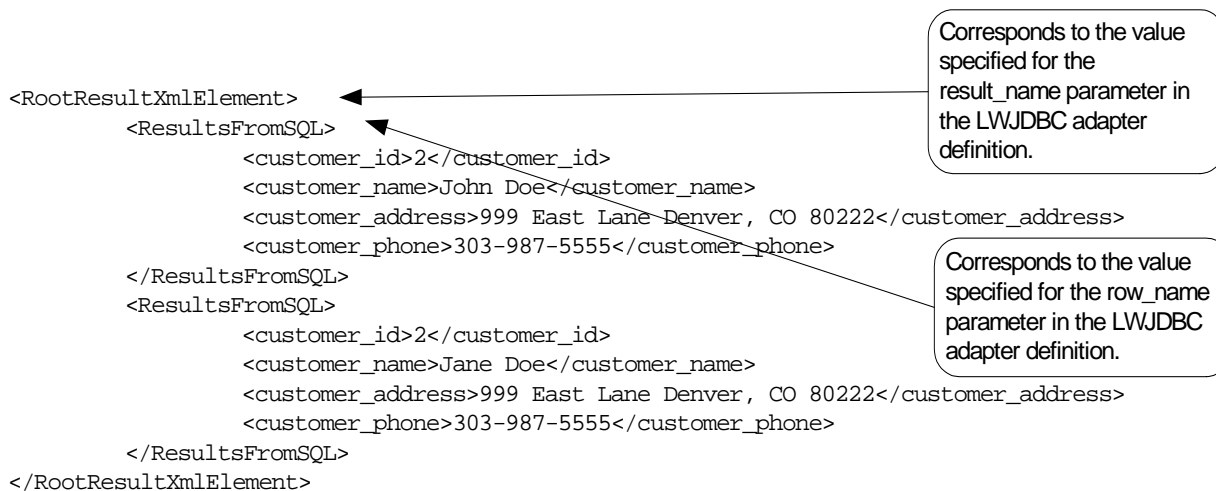 Corresponds to the value
specified for the
result_name parameter in
the LWJDBC adapter
definition.
<RootResultXmlElement>
<ResultsFromSQL>
<customer_id>2</customer_id>
<customer_name>John Doe</customer_name>
<customer_address>999 East Lane Denver, CO 80222</customer_address>
<customer_phone>303-987-5555</customer_phone>
</ResultsFromSQL>
<ResultsFromSQL>
<customer_id>2</customer_id>
<customer_name>Jane Doe</customer_name>
<customer_address>999 East Lane Denver, CO 80222</customer_address>
<customer_phone>303-987-5555</customer_phone>
</ResultsFromSQL>
</RootResultXmlElement>
Corresponds to the value
specified for the row_name
parameter in the LWJDBC
adapter definition.